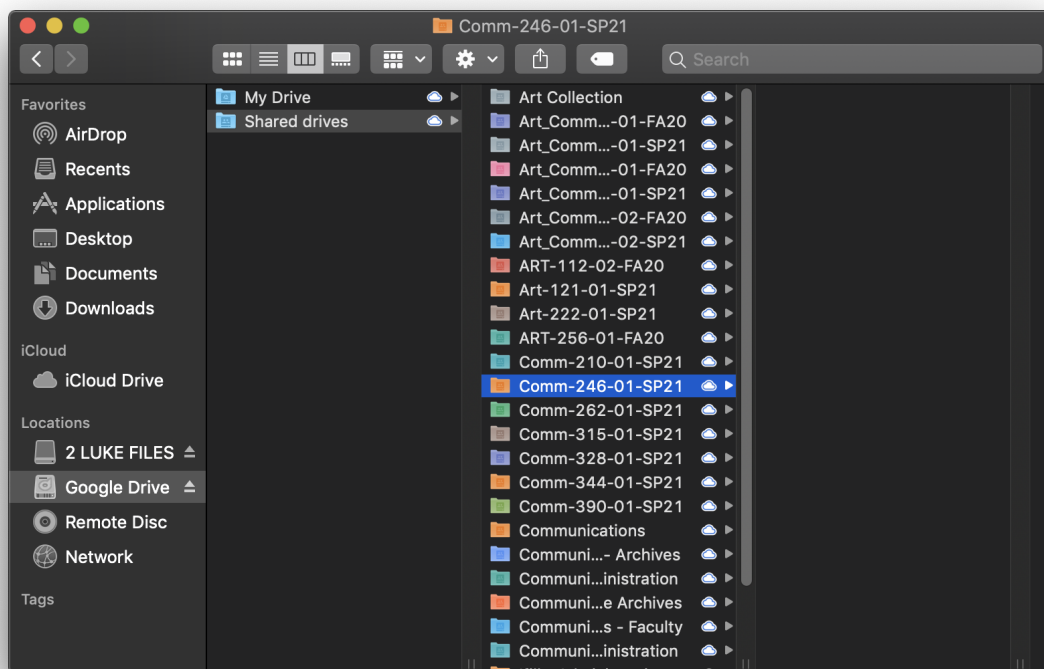 Comm-246-01-SP21
Search
Favorites
AirDrop
Recents
Applications
Desktop
Documents
Downloads
iCloud
iCloud Drive
Locations
2 LUKE FILES
Google Drive
Remote Disc
Network
Tags
My Drive
Shared drives
Art Collection
Art_Comm...-01-FA20
Art_Comm...-01-SP21
Art_Comm...-01-FA20
Art_Comm...-01-SP21
Art_Comm...-02-FA20
Art_Comm...-02-SP21
ART-112-02-FA20
Art-121-01-SP21
Art-222-01-SP21
ART-256-01-FA20
Comm-210-01-SP21
Comm-246-01-SP21
Comm-262-01-SP21
Comm-315-01-SP21
Comm-328-01-SP21
Comm-344-01-SP21
Comm-390-01-SP21
Communications
Communi...- Archives
Communi...inistration
Communi...e Archives
Communi...s - Faculty
Communi...inistration